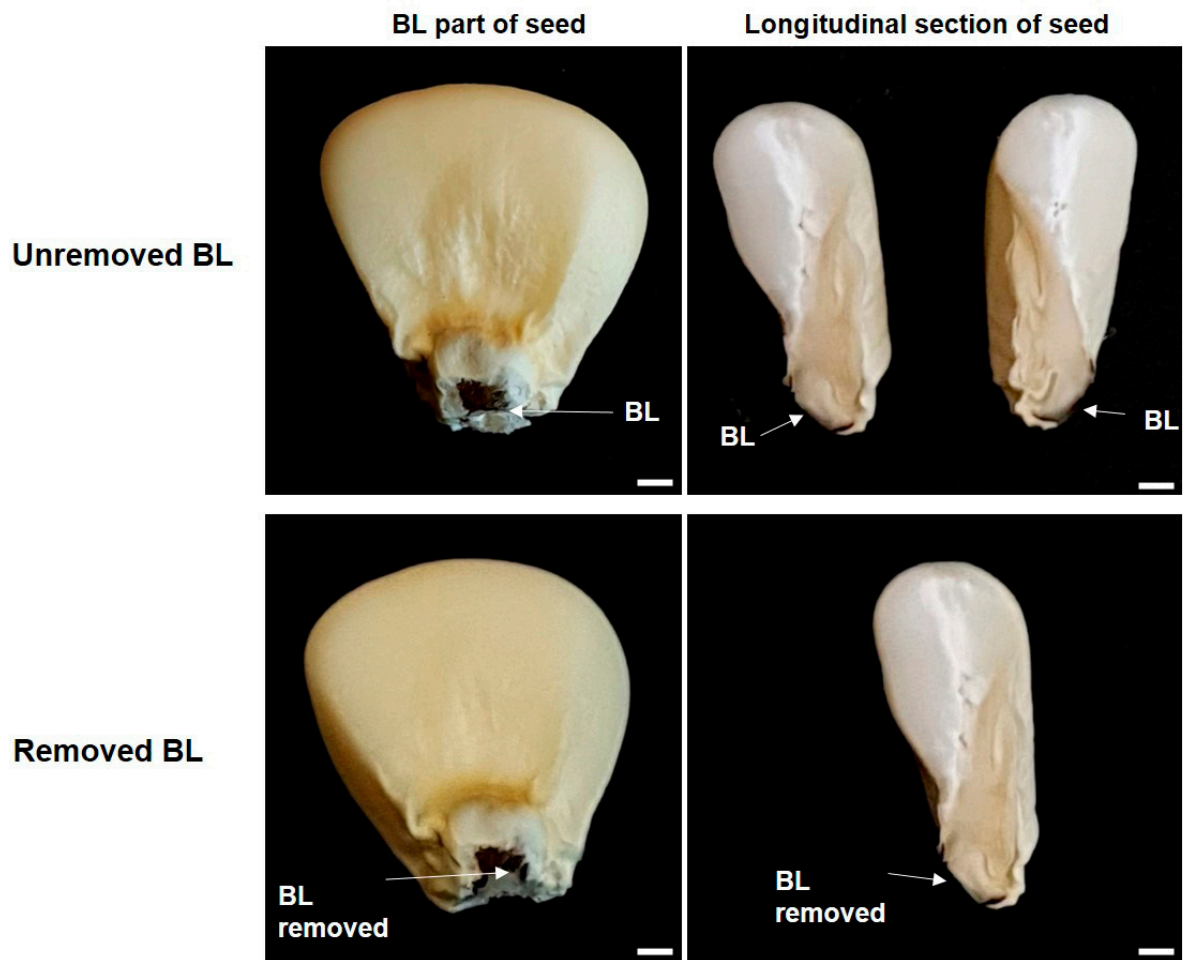 BL part of seed
Longitudinal section of seed
Unremoved BL
BL
BL
BL
Removed BL
BL
removed
BL
removed